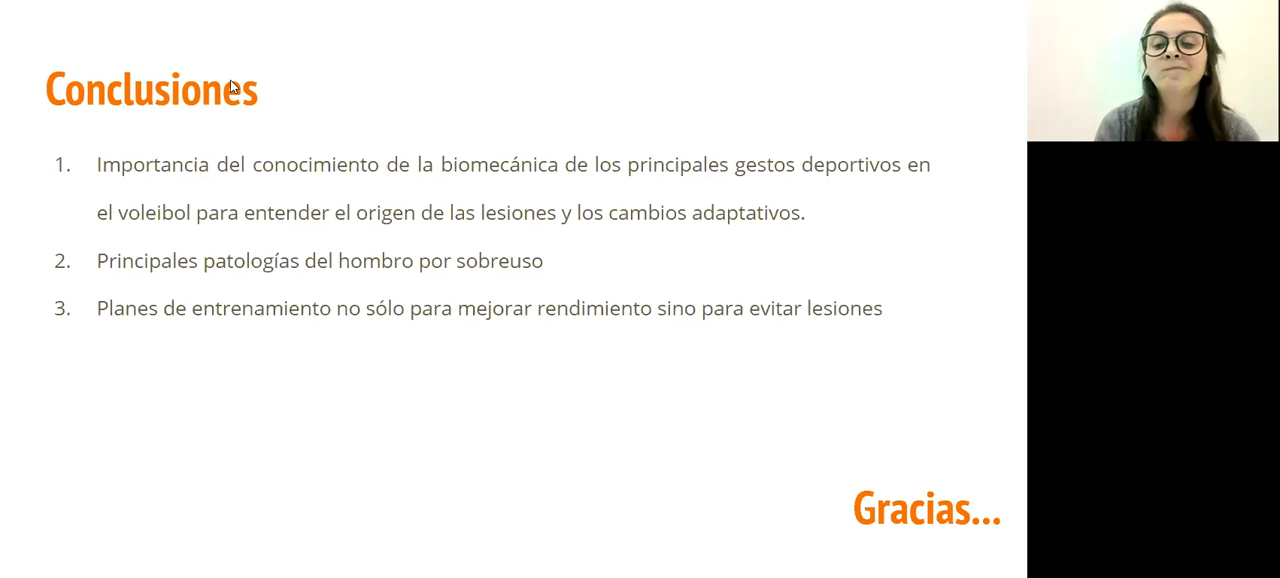 Conclusiones
1. Importancia del conocimiento de la biomecánica de los principales gestos deportivos en
el voleibol para entender el origen de las lesiones y los cambios adaptativos.
2. Principales patologías del hombro por sobreuso
3. Planes de entrenamiento no sólo para mejorar rendimiento sino para evitar lesiones
Gracias...